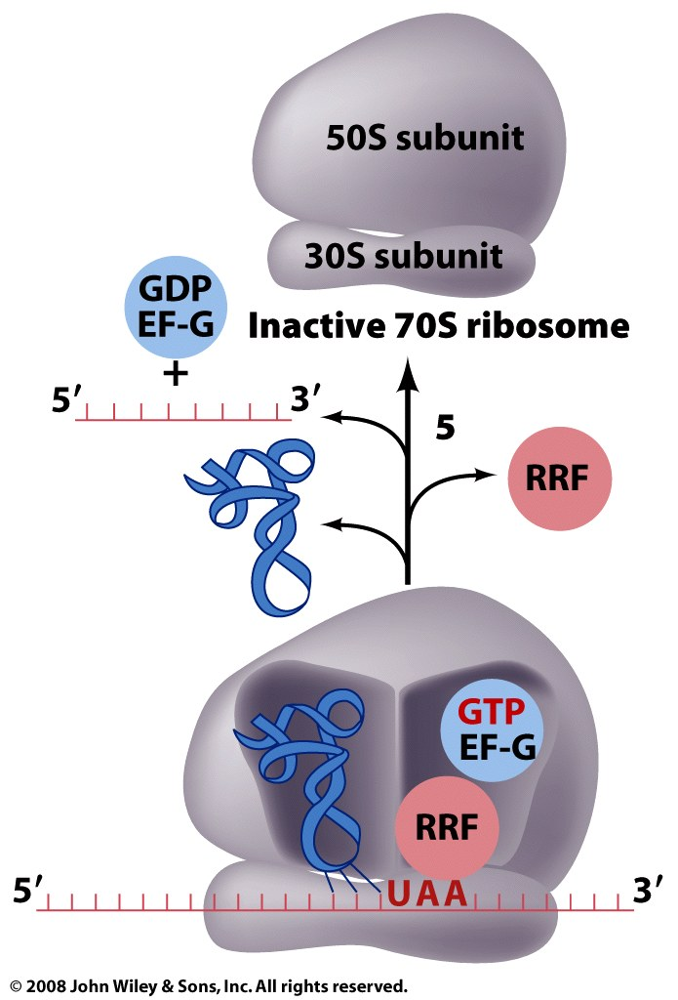 50S subunit
30S subunit
GDP
EF-G
Inactive 70S ribosome
+
5′ 3′
5
RRF
GTP
EF-G
RRF
UAA
5′ 3′
© 2008 John Wiley & Sons, Inc. All rights reserved.